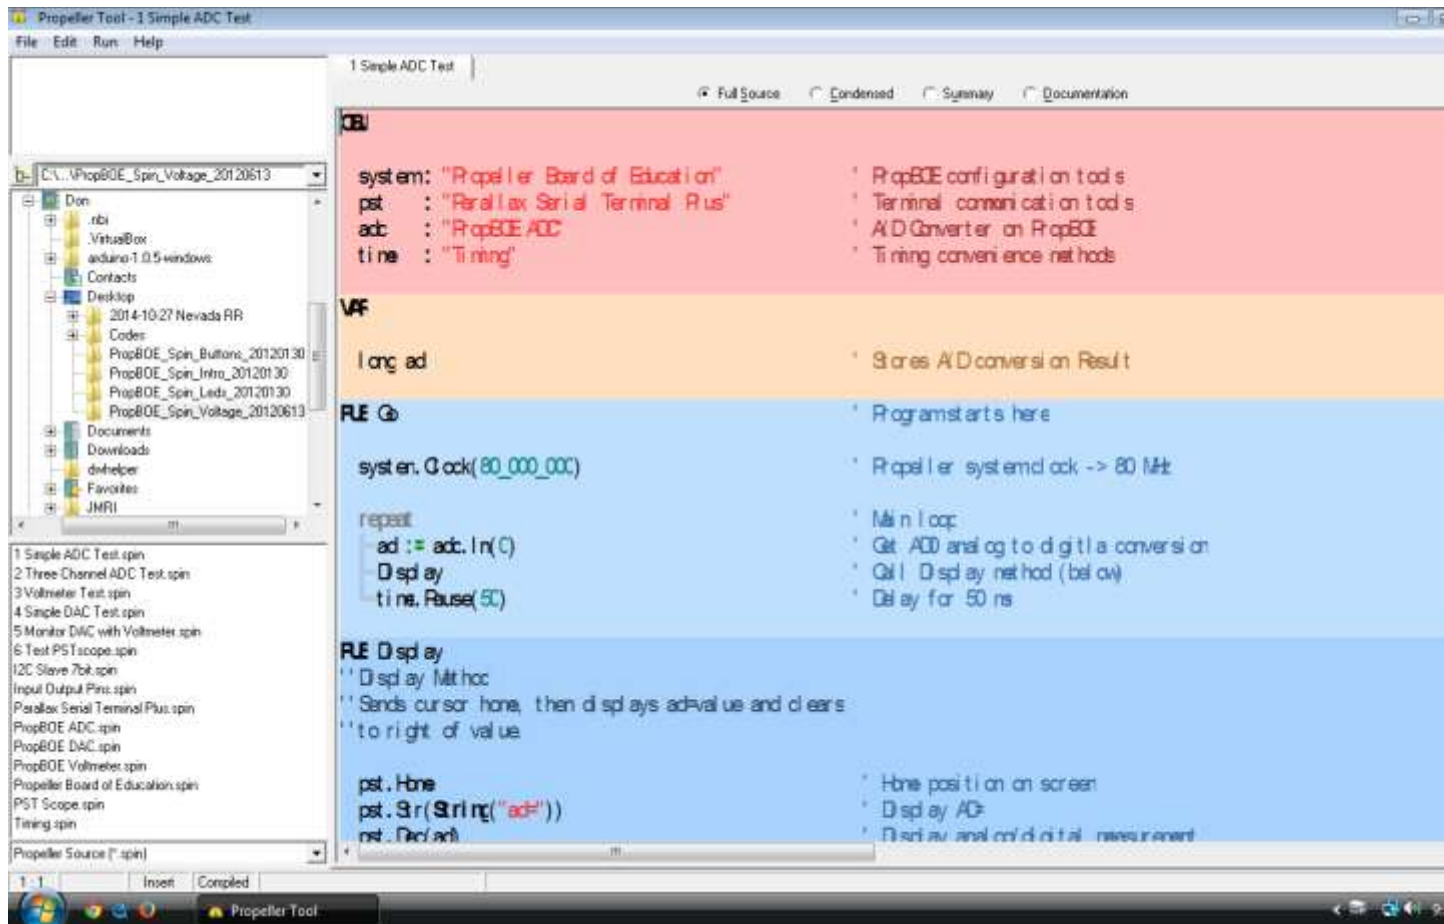 Propeller Tool - 1 Simple ADC Test
File Edit Run Help
1 Simple ADC Test
Full Source Condensed Summary Documentation
C:\...\PropBOE_Spin_Voltage_20120613
Don
.nbi
.VirtualBox
arduino-1.0.5-windows
Contacts
Desktop
2014-10-27 Nevada RR
Codes
PropBOE_Spin_Buttons_20120130
PropBOE_Spin_Intro_20120130
PropBOE_Spin_Leds_20120130
PropBOE_Spin_Voltage_20120613
Documents
Downloads
dwhelper
Favorites
JMRI
1 Simple ADC Test.spin
2 Three Channel ADC Test.spin
3 Voltmeter Test.spin
4 Simple DAC Test.spin
5 Monitor DAC with Voltmeter.spin
6 Test PSTscope.spin
I2C Slave 7bit.spin
Input Output Pins.spin
Parallax Serial Terminal Plus.spin
PropBOE ADC.spin
PropBOE DAC.spin
PropBOE Voltmeter.spin
Propeller Board of Education.spin
PST Scope.spin
Timing.spin
Propeller Source (*.spin)
OBJ
system: "Propeller Board of Education" ' PropBOE configuration tools
pst : "Parallax Serial Terminal Plus" ' Terminal communication tools
adc : "PropBOE ADC" ' A/D Converter on PropBOE
time : "Timing" ' Timing convenience methods
VAR
long ad ' Stores A/D conversion Result
PUB Go ' Program starts here
system.Clock(80_000_000) ' Propeller system clock -> 80 MHz
repeat ' Main loop
ad := adc.In(0) ' Get ADD analog to digitla conversion
Display ' Call Display method (below)
time.Pause(50) ' Delay for 50 ms
PUB Display
'' Display Method
'' Sends cursor home, then displays ad=value and clears
'' to right of value.
pst.Home ' Home position on screen
pst.Str(String("ad=")) ' Display AD=
pst.Dec(ad) ' Display analog/digital measurement
1:1 Insert Compiled
Propeller Tool